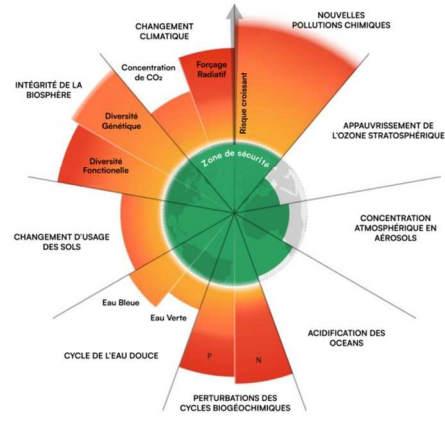 NOUVELLES
POLLUTIONS CHIMIQUES
CHANGEMENT
CLIMATIQUE
Concentration
de CO₂
Forçage
Radiatif
Risque croissant
INTÉGRITÉ DE LA
BIOSPHÈRE
Diversité
Génétique
Diversité
Fonctionelle
Zone de sécurité
APPAUVRISSEMENT DE
L'OZONE STRATOSPHÉRIQUE
CONCENTRATION
ATMOSPHÉRIQUE EN
AÉROSOLS
CHANGEMENT D'USAGE
DES SOLS
Eau Bleue
Eau Verte
CYCLE DE L'EAU DOUCE
P
N
ACIDIFICATION DES
OCEANS
PERTURBATIONS DES
CYCLES BIOGÉOCHIMIQUES